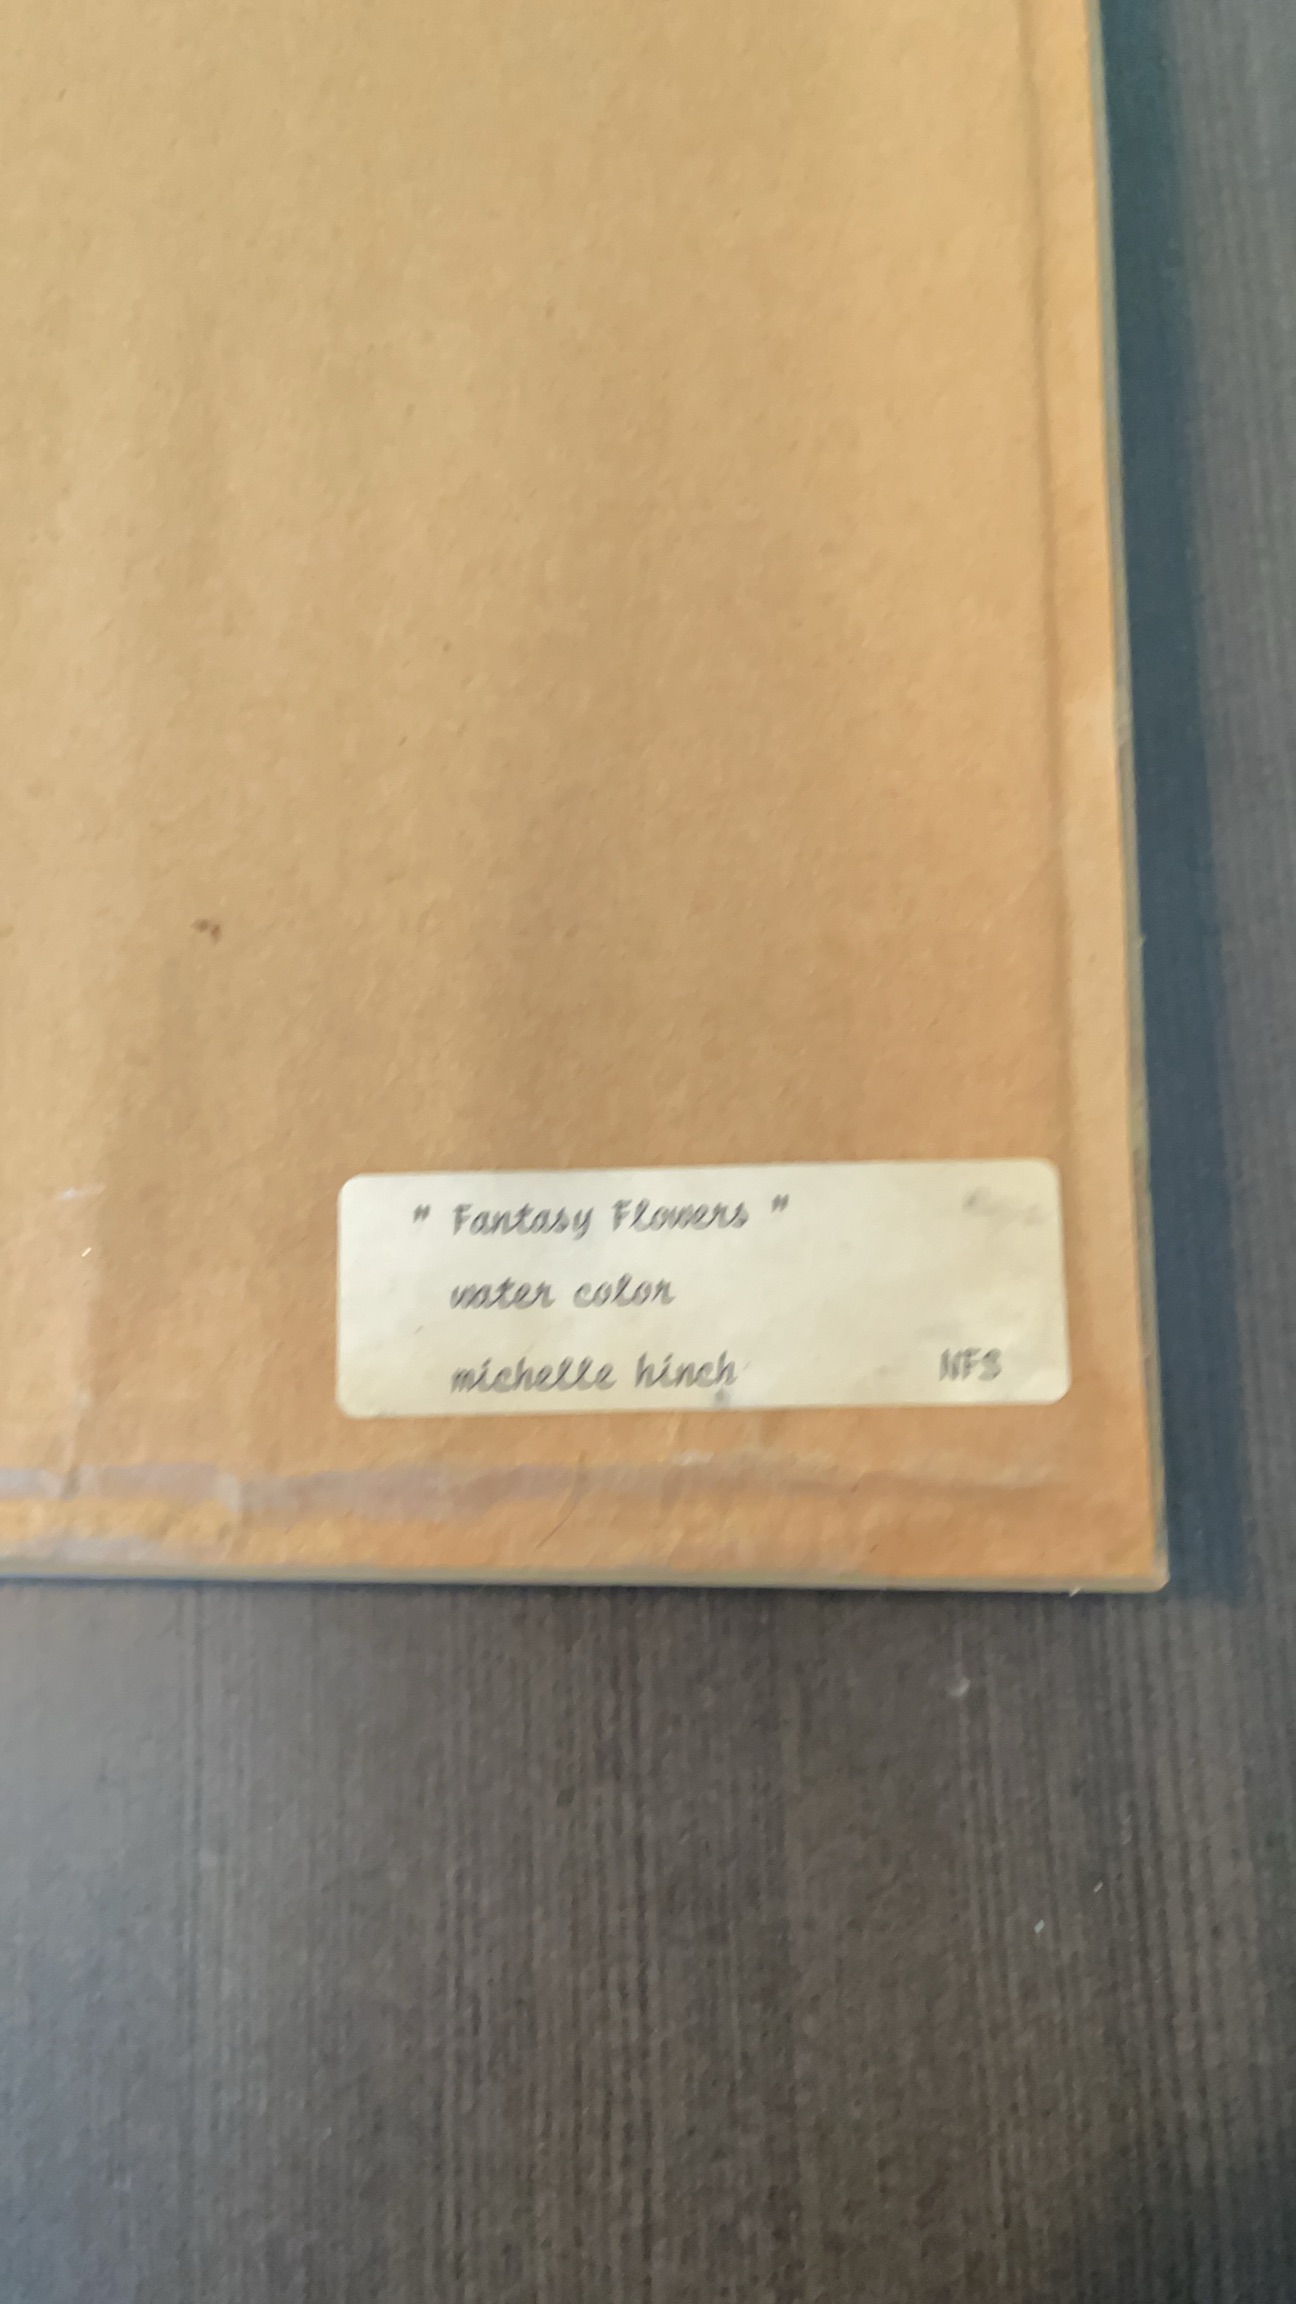 " Fantasy Flowers "
water color
michelle hinch NFS